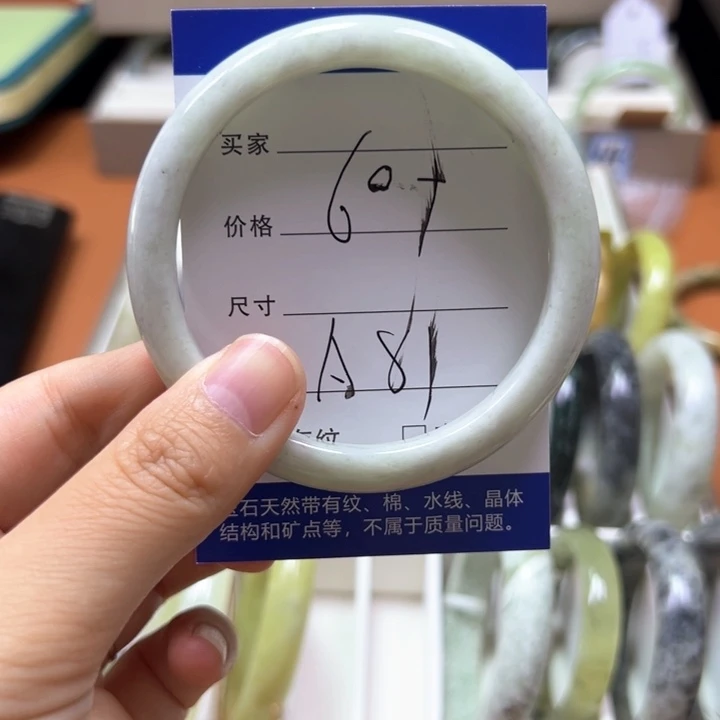 买家
价格
尺寸
A81
石天然带有纹、棉、水线、晶体
结构和矿点等，不属于质量问题。